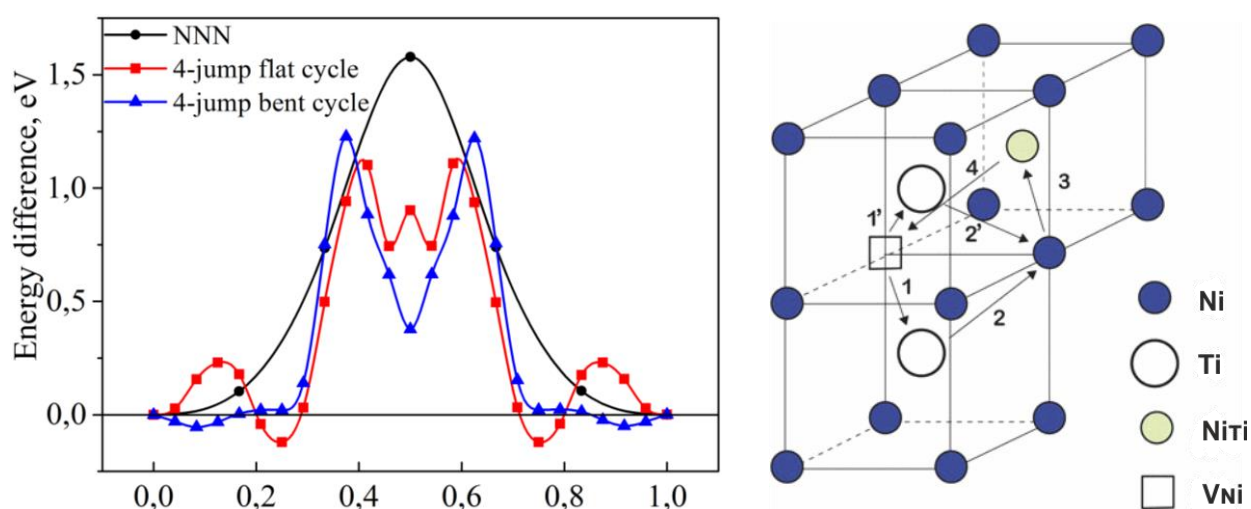 NNN
4-jump flat cycle
4-jump bent cycle
Energy difference, eV
1,5
1,0
0,5
0,0
0,0 0,2 0,4 0,6 0,8 1,0
4
3
1'
2'
1
2
Ni
Ti
NiTi
VNi